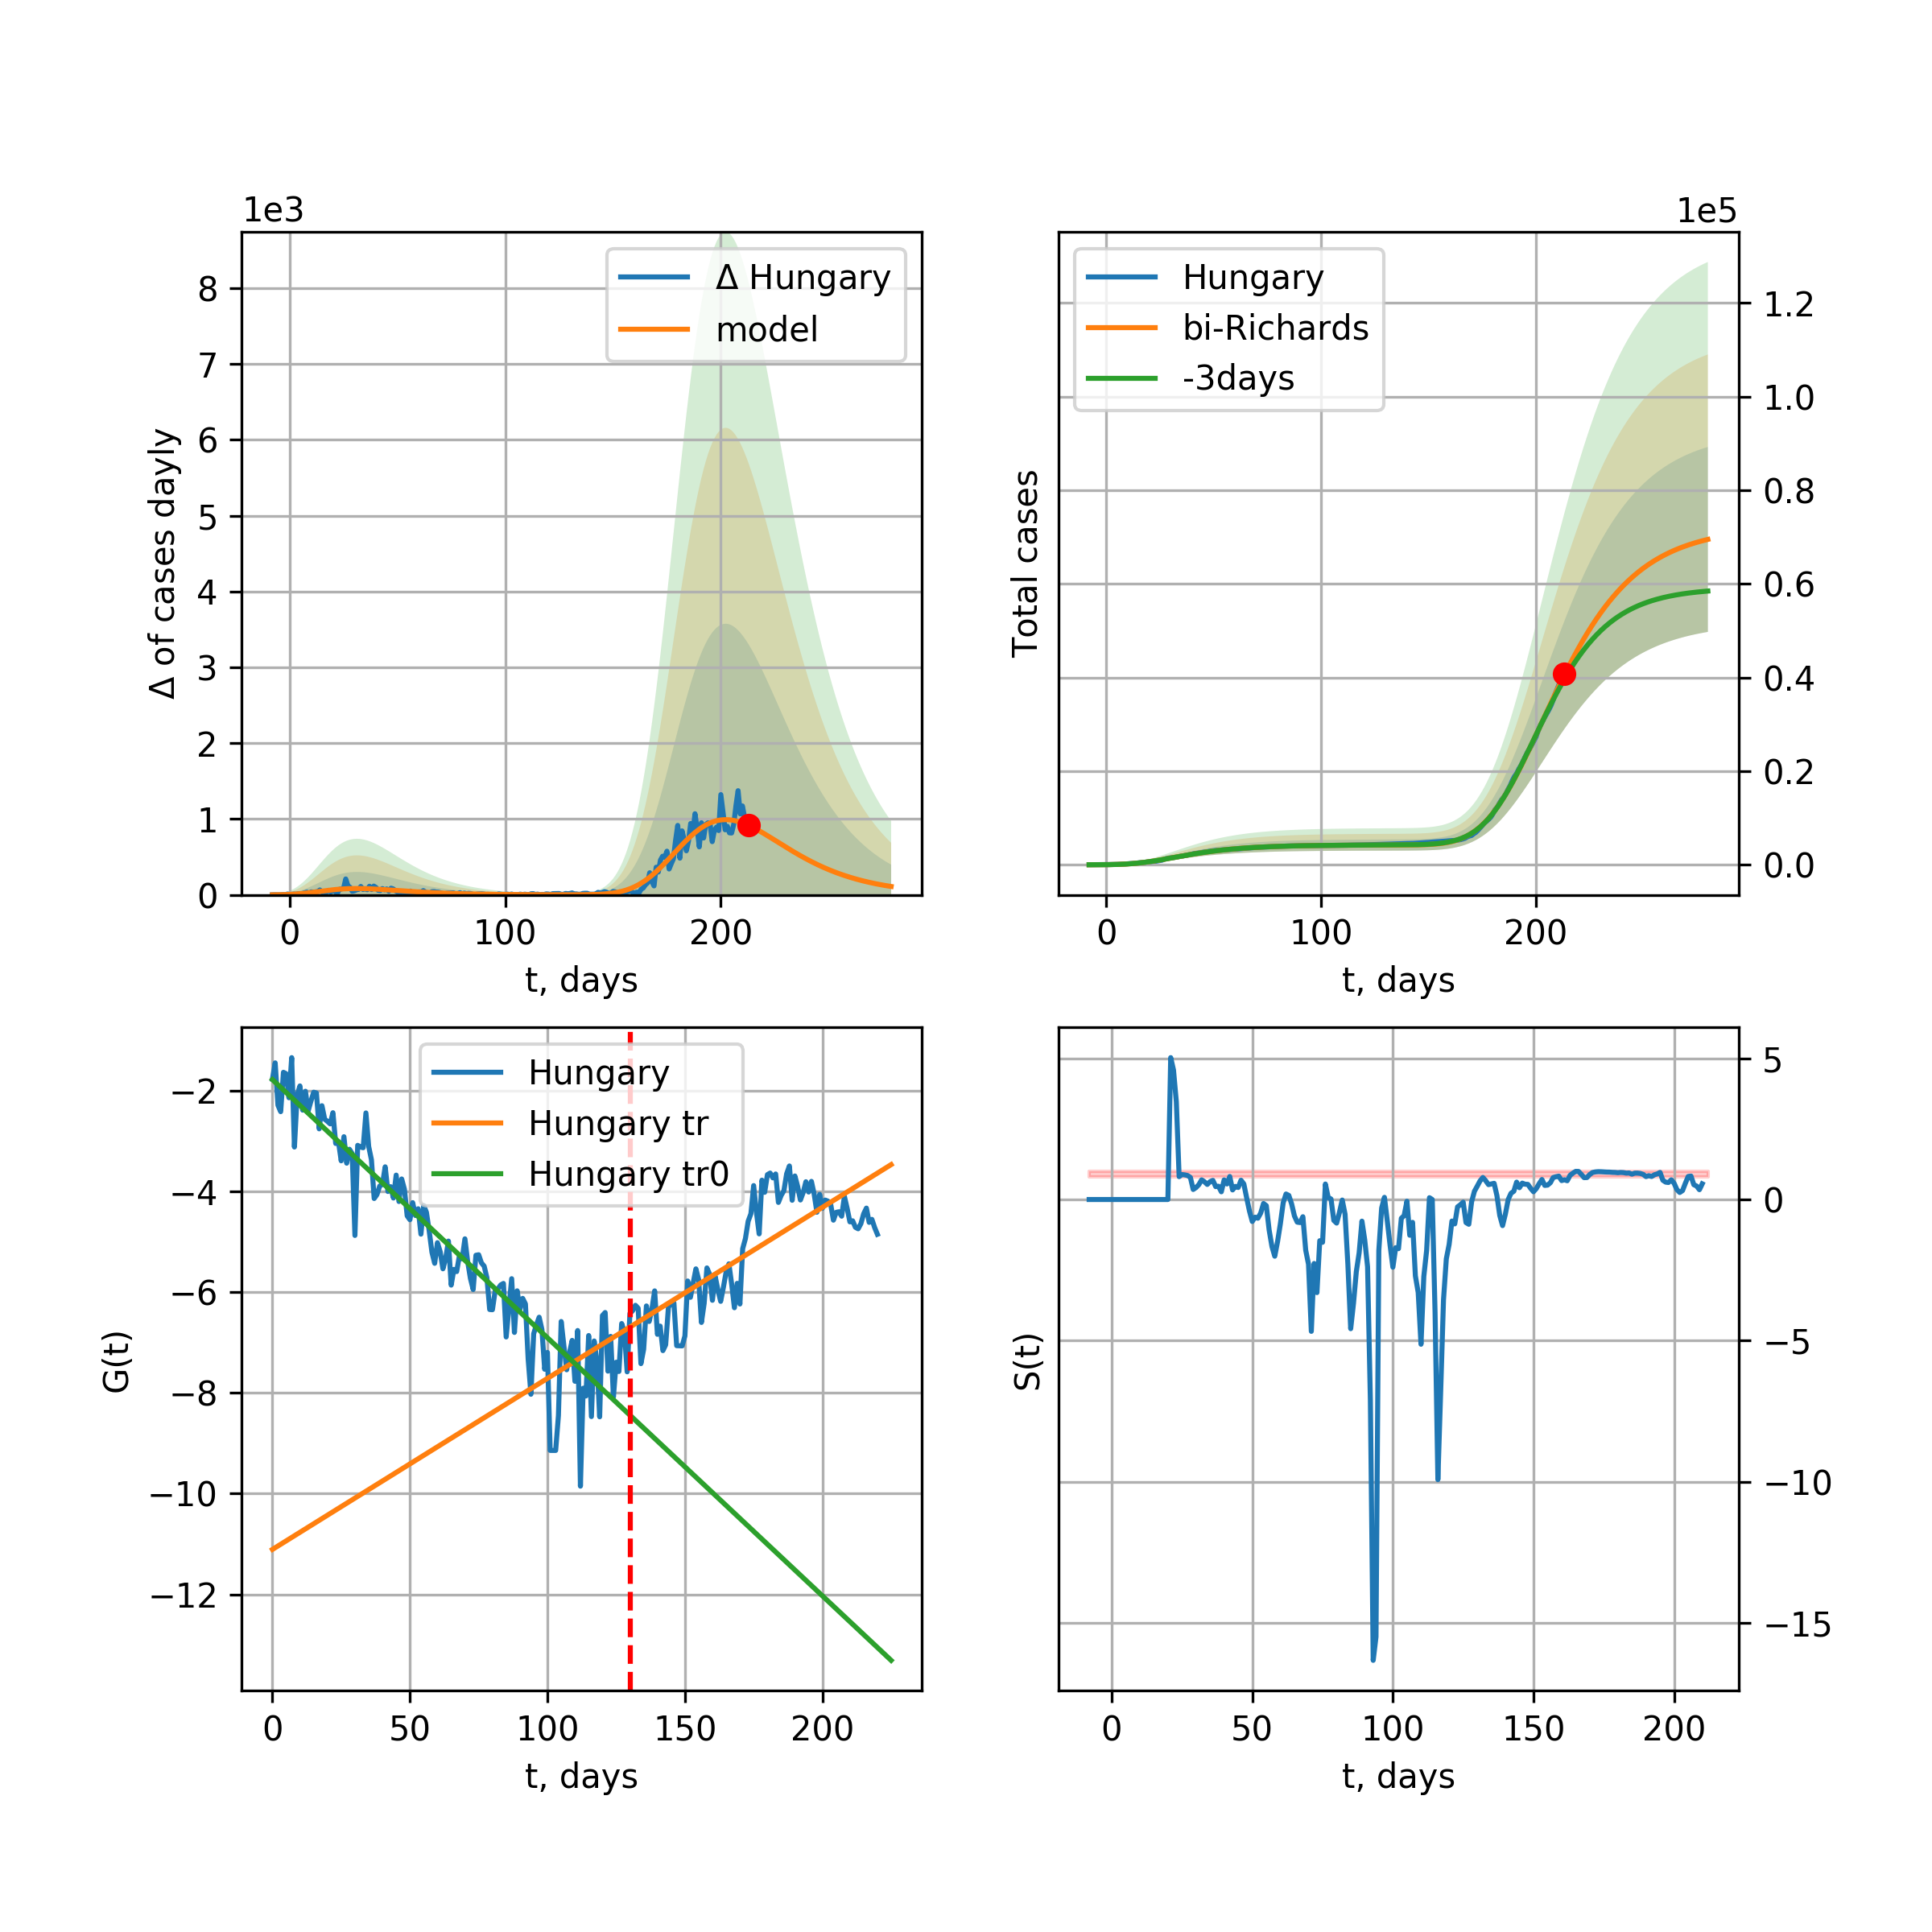 1e3
Δ Hungary
model
8
7
6
5
4
3
2
1
0
Δ of cases dayly
0 100 200
t, days
1e5
Hungary
bi-Richards
-3days
1.2
1.0
0.8
0.6
0.4
0.2
0.0
Total cases
0 100 200
t, days
Hungary
Hungary tr
Hungary tr0
−2
−4
−6
−8
−10
−12
G(t)
0 50 100 150 200
t, days
5
0
−5
−10
−15
S(t)
0 50 100 150 200
t, days